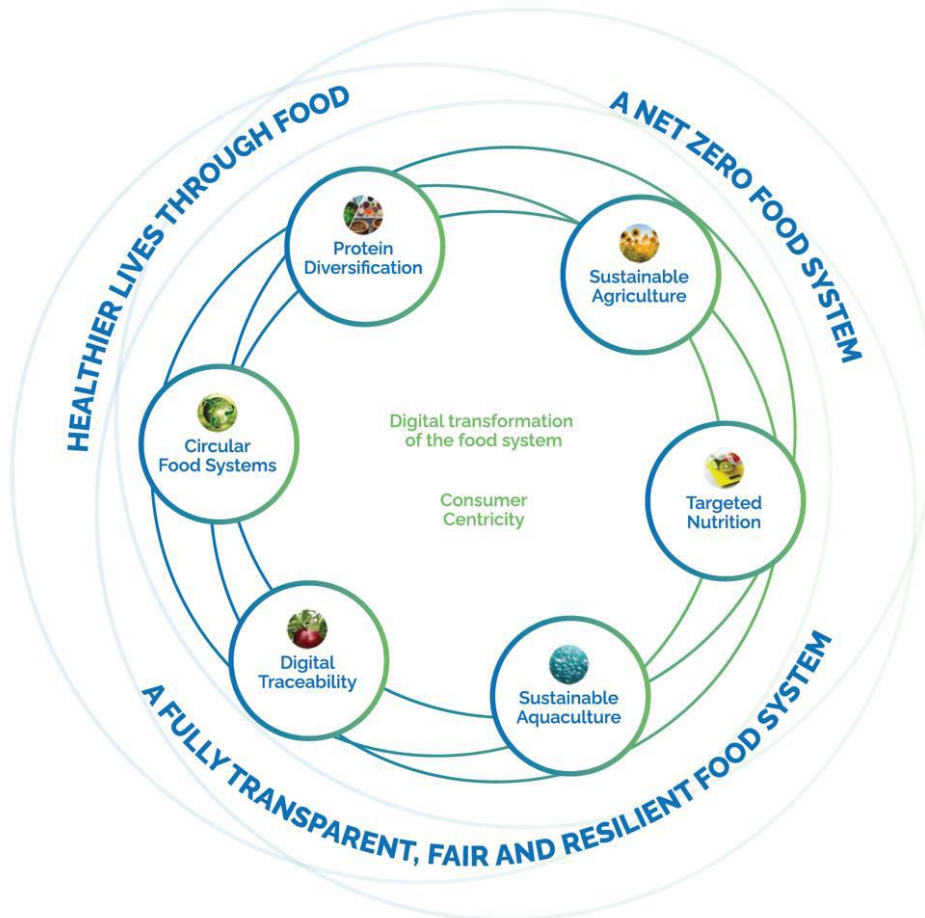 HEALTHIER LIVES THROUGH FOOD
A NET ZERO FOOD SYSTEM
Protein
Diversification
Sustainable
Agriculture
Circular
Food Systems
Digital transformation
of the food system
Consumer
Centricity
Targeted
Nutrition
Digital
Traceability
Sustainable
Aquaculture
A FULLY TRANSPARENT, FAIR AND RESILIENT FOOD SYSTEM